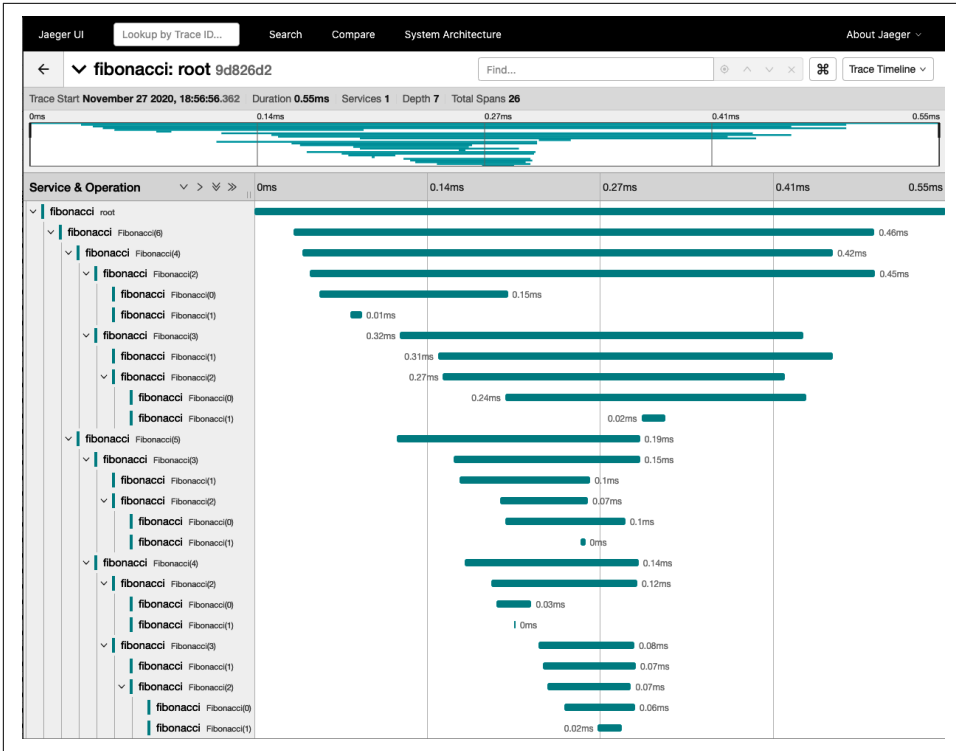 Jaeger UI Lookup by Trace ID... Search Compare System Architecture About Jaeger
fibonacci: root 9d826d2 Find... ⌘ Trace Timeline
Trace Start November 27 2020, 18:56:56.362 Duration 0.55ms Services 1 Depth 7 Total Spans 26
0ms 0.14ms 0.27ms 0.41ms 0.55ms
Service & Operation 0ms 0.14ms 0.27ms 0.41ms 0.55ms
fibonacci root
fibonacci Fibonacci(6) 0.46ms
fibonacci Fibonacci(4) 0.42ms
fibonacci Fibonacci(2) 0.45ms
fibonacci Fibonacci(0) 0.15ms
fibonacci Fibonacci(1) 0.01ms
fibonacci Fibonacci(3) 0.32ms
fibonacci Fibonacci(1) 0.31ms
fibonacci Fibonacci(2) 0.27ms
fibonacci Fibonacci(0) 0.24ms
fibonacci Fibonacci(1) 0.02ms
fibonacci Fibonacci(5) 0.19ms
fibonacci Fibonacci(3) 0.15ms
fibonacci Fibonacci(1) 0.1ms
fibonacci Fibonacci(2) 0.07ms
fibonacci Fibonacci(0) 0.1ms
fibonacci Fibonacci(1) 0ms
fibonacci Fibonacci(4) 0.14ms
fibonacci Fibonacci(2) 0.12ms
fibonacci Fibonacci(0) 0.03ms
fibonacci Fibonacci(1) 0ms
fibonacci Fibonacci(3) 0.08ms
fibonacci Fibonacci(1) 0.07ms
fibonacci Fibonacci(2) 0.07ms
fibonacci Fibonacci(0) 0.06ms
fibonacci Fibonacci(1) 0.02ms